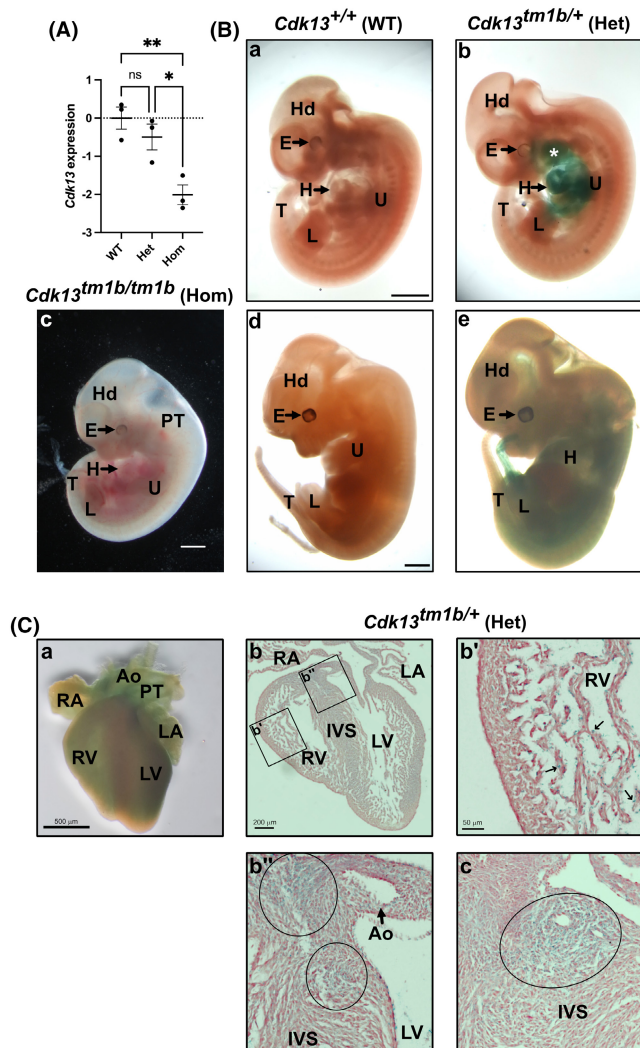 (A)
**
ns
*
Cdk13 expression
1
0
-1
-2
-3
WT
Het
Hom
(B)
Cdk13+/+ (WT)
Cdk13tm1b/+ (Het)
a
Hd
E
H
T
L
U
b
Hd
*
E
H
U
T
L
Cdk13tm1b/tm1b (Hom)
c
Hd
PT
E
H
T
U
L
d
Hd
E
U
T
L
e
Hd
E
H
T
L
(C)
Cdk13tm1b/+ (Het)
a
Ao
PT
RA
LA
RV
LV
500 µm
b
RA
b"
LA
b'
IVS
LV
RV
200 µm
b'
RV
50 µm
b"
Ao
IVS
LV
c
IVS